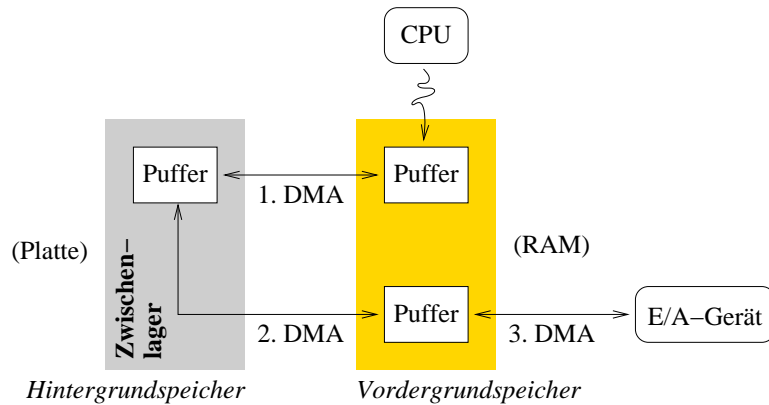 CPU
Puffer
Puffer
1. DMA
(Platte)
(RAM)
Zwischen–
lager
Puffer
E/A–Gerät
2. DMA
3. DMA
Hintergrundspeicher
Vordergrundspeicher